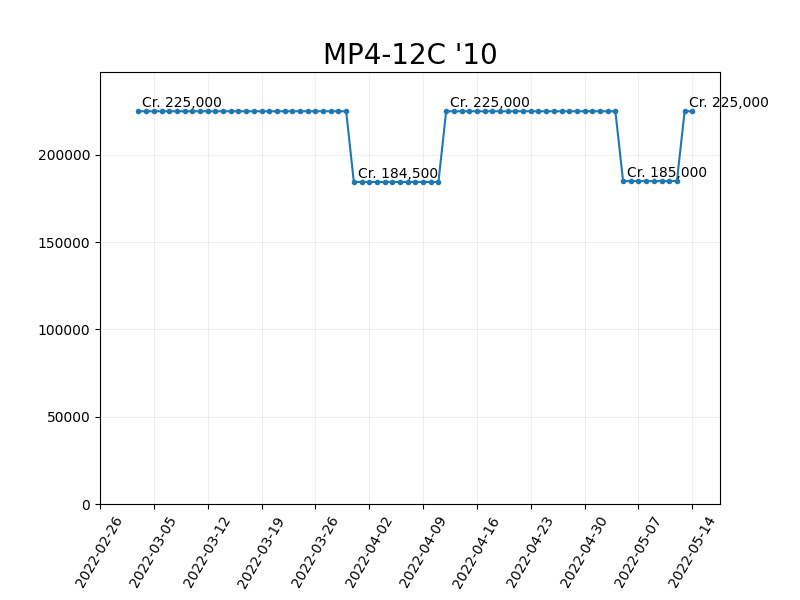 MP4-12C '10
Cr. 225,000
Cr. 225,000
Cr. 225,000
Cr. 184,500
Cr. 185,000
200000
150000
100000
50000
0
2022-02-26
2022-03-05
2022-03-12
2022-03-19
2022-03-26
2022-04-02
2022-04-09
2022-04-16
2022-04-23
2022-04-30
2022-05-07
2022-05-14